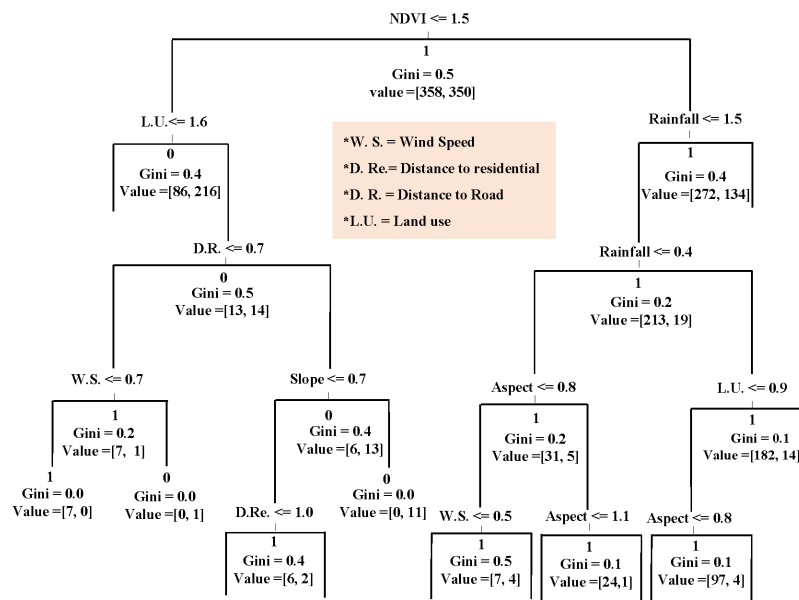 NDVI <= 1.5
1
Gini = 0.5
value =[358, 350]
L.U.<= 1.6
0
Gini = 0.4
Value =[86, 216]
*W. S. = Wind Speed
*D. Re.= Distance to residential
*D. R. = Distance to Road
*L.U. = Land use
Rainfall <= 1.5
1
Gini = 0.4
Value =[272, 134]
D.R. <= 0.7
0
Gini = 0.5
Value =[13, 14]
Rainfall <= 0.4
1
Gini = 0.2
Value =[213, 19]
W.S. <= 0.7
1
Gini = 0.2
Value =[7, 1]
Slope <= 0.7
0
Gini = 0.4
Value =[6, 13]
Aspect <= 0.8
1
Gini = 0.2
Value =[31, 5]
L.U. <= 0.9
1
Gini = 0.1
Value =[182, 14]
1
Gini = 0.0
Value =[7, 0]
0
Gini = 0.0
Value =[0, 1]
D.Re. <= 1.0
1
Gini = 0.4
Value =[6, 2]
0
Gini = 0.0
Value =[0, 11]
W.S. <= 0.5
1
Gini = 0.5
Value =[7, 4]
Aspect <= 1.1
1
Gini = 0.1
Value =[24,1]
Aspect <= 0.8
1
Gini = 0.1
Value =[97, 4]